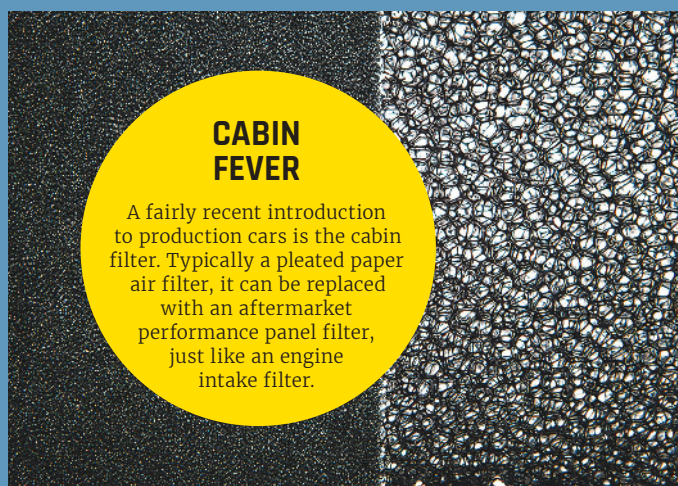 CABIN
FEVER
A fairly recent introduction
to production cars is the cabin
filter. Typically a pleated paper
air filter, it can be replaced
with an aftermarket
performance panel filter,
just like an engine
intake filter.